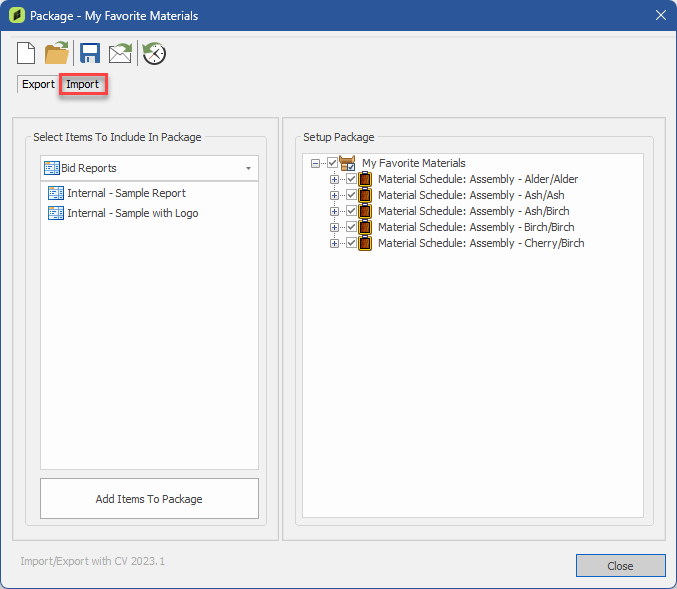 Package - My Favorite Materials
Export
Import
Select Items To Include In Package
Bid Reports
Internal - Sample Report
Internal - Sample with Logo
Add Items To Package
Setup Package
My Favorite Materials
Material Schedule: Assembly - Alder/Alder
Material Schedule: Assembly - Ash/Ash
Material Schedule: Assembly - Ash/Birch
Material Schedule: Assembly - Birch/Birch
Material Schedule: Assembly - Cherry/Birch
Import/Export with CV 2023.1
Close